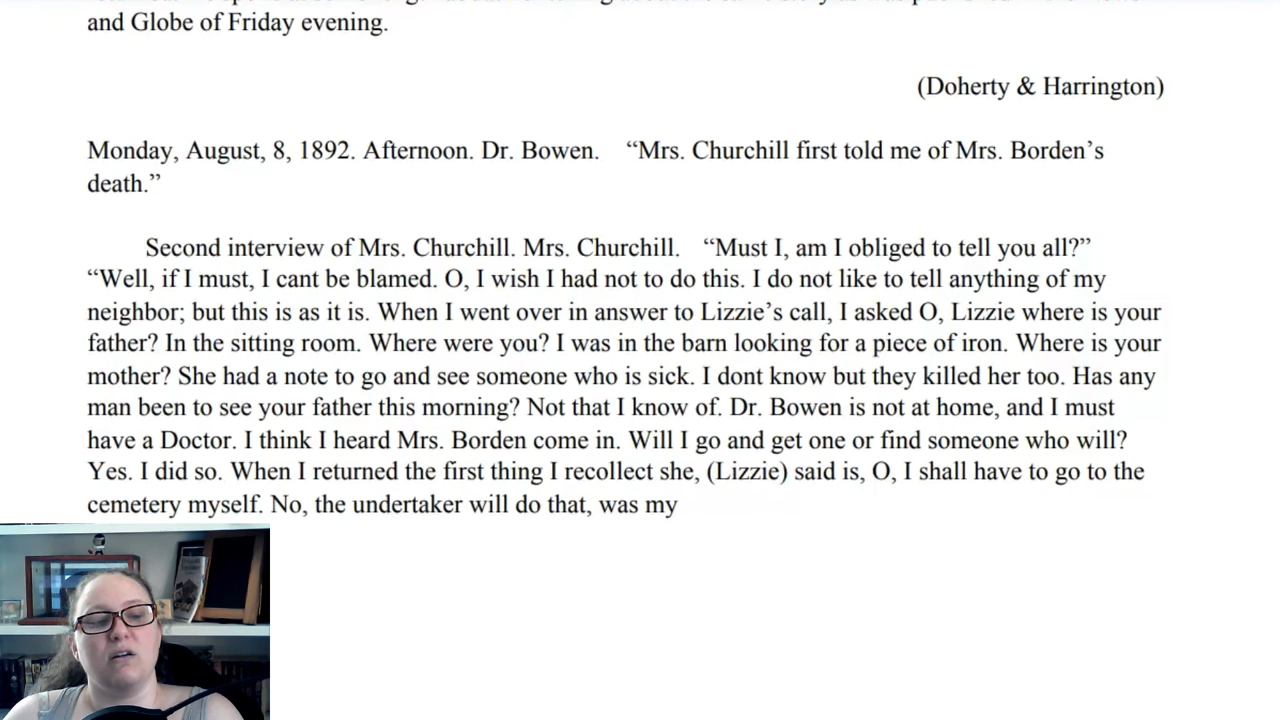 and Globe of Friday evening.
(Doherty & Harrington)
Monday, August, 8, 1892. Afternoon. Dr. Bowen. “Mrs. Churchill first told me of Mrs. Borden’s
death.”
Second interview of Mrs. Churchill. Mrs. Churchill. “Must I, am I obliged to tell you all?”
“Well, if I must, I cant be blamed. O, I wish I had not to do this. I do not like to tell anything of my
neighbor; but this is as it is. When I went over in answer to Lizzie’s call, I asked O, Lizzie where is your
father? In the sitting room. Where were you? I was in the barn looking for a piece of iron. Where is your
mother? She had a note to go and see someone who is sick. I dont know but they killed her too. Has any
man been to see your father this morning? Not that I know of. Dr. Bowen is not at home, and I must
have a Doctor. I think I heard Mrs. Borden come in. Will I go and get one or find someone who will?
Yes. I did so. When I returned the first thing I recollect she, (Lizzie) said is, O, I shall have to go to the
cemetery myself. No, the undertaker will do that, was my